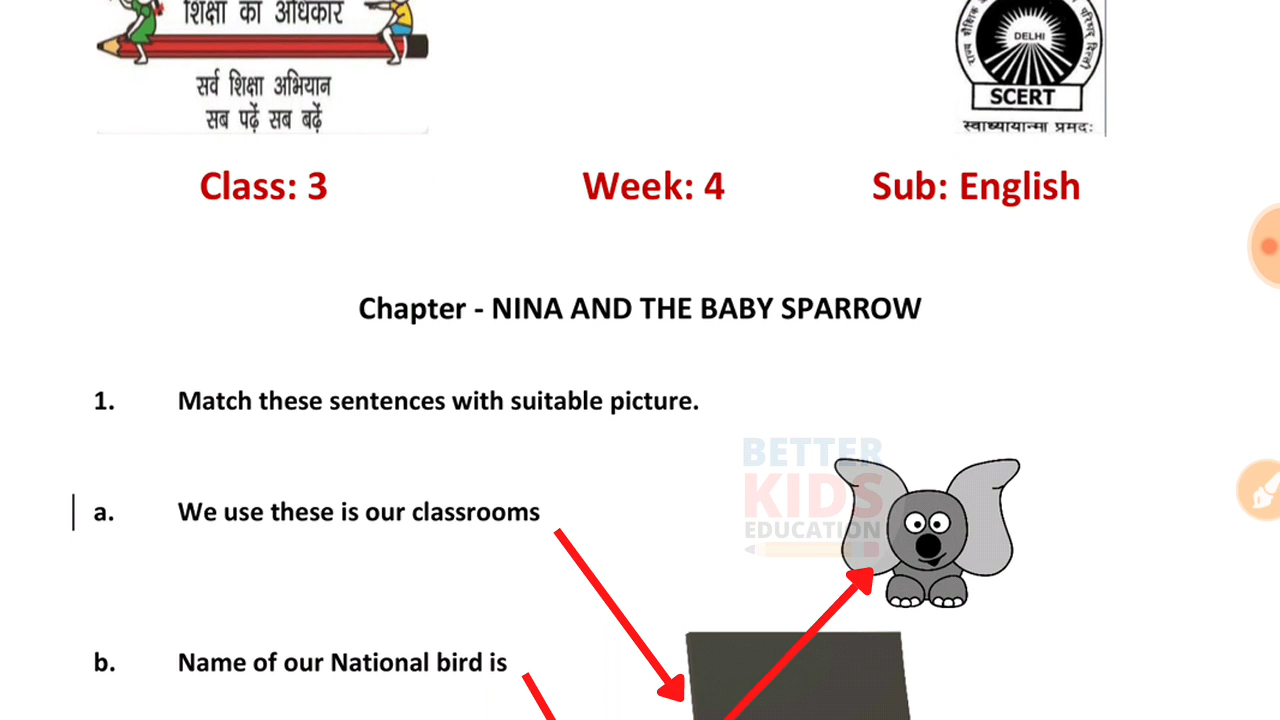 शिक्षा का अधिकार
सर्व शिक्षा अभियान
सब पढ़ें सब बढ़ें
DELHI
SCERT
स्वाध्यायान्मा प्रमदः
Class: 3 Week: 4 Sub: English
Chapter - NINA AND THE BABY SPARROW
1. Match these sentences with suitable picture.
BETTER
KIDS
EDUCATION
a. We use these is our classrooms
b. Name of our National bird is